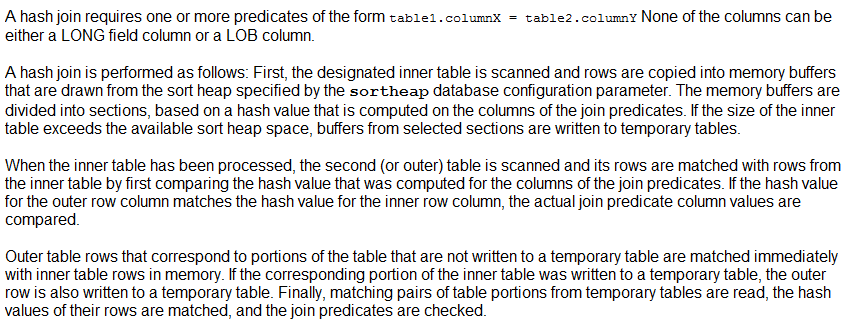 A hash join requires one or more predicates of the form table1.columnX = table2.columnY None of the columns can be
either a LONG field column or a LOB column.
A hash join is performed as follows: First, the designated inner table is scanned and rows are copied into memory buffers
that are drawn from the sort heap specified by the sortheap database configuration parameter. The memory buffers are
divided into sections, based on a hash value that is computed on the columns of the join predicates. If the size of the inner
table exceeds the available sort heap space, buffers from selected sections are written to temporary tables.
When the inner table has been processed, the second (or outer) table is scanned and its rows are matched with rows from
the inner table by first comparing the hash value that was computed for the columns of the join predicates. If the hash value
for the outer row column matches the hash value for the inner row column, the actual join predicate column values are
compared.
Outer table rows that correspond to portions of the table that are not written to a temporary table are matched immediately
with inner table rows in memory. If the corresponding portion of the inner table was written to a temporary table, the outer
row is also written to a temporary table. Finally, matching pairs of table portions from temporary tables are read, the hash
values of their rows are matched, and the join predicates are checked.